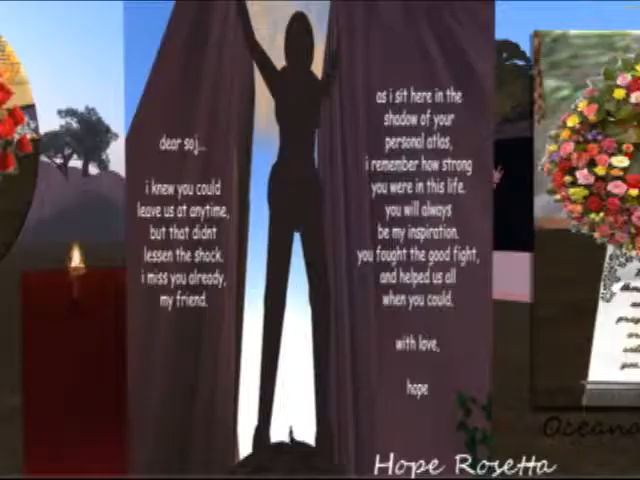 dear soj...
i knew you could
leave us at anytime,
but that didnt
lessen the shock.
i miss you already,
my friend.
as i sit here in the
shadow of your
personal atlas,
i remember how strong
you were in this life.
you will always
be my inspiration.
you fought the good fight,
and helped us all
when you could.
with love,
hope
Hope Rosetta